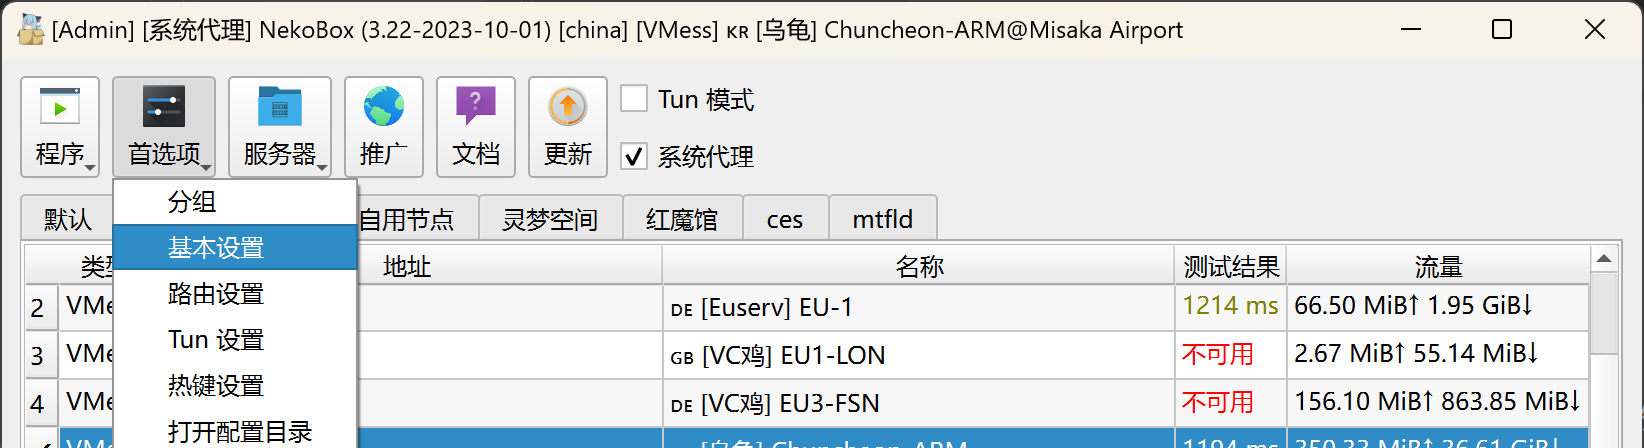 [Admin] [系统代理] NekoBox (3.22-2023-10-01) [china] [VMess] KR [乌龟] Chuncheon-ARM@Misaka Airport
Tun 模式
程序 首选项 服务器 推广 文档 更新 系统代理
分组
默认 自用节点 灵梦空间 红魔馆 ces mtfld
基本设置
地址 名称 测试结果 流量
路由设置
2 DE [Euserv] EU-1 1214 ms 66.50 MiB↑ 1.95 GiB↓
Tun 设置
3 GB [VC鸡] EU1-LON 不可用 2.67 MiB↑ 55.14 MiB↓
热键设置
4 DE [VC鸡] EU3-FSN 不可用 156.10 MiB↑ 863.85 MiB↓
打开配置目录
[乌龟] Chuncheon-ARM 1194 ms 350.33 MiB↑ 36.61 GiB↓